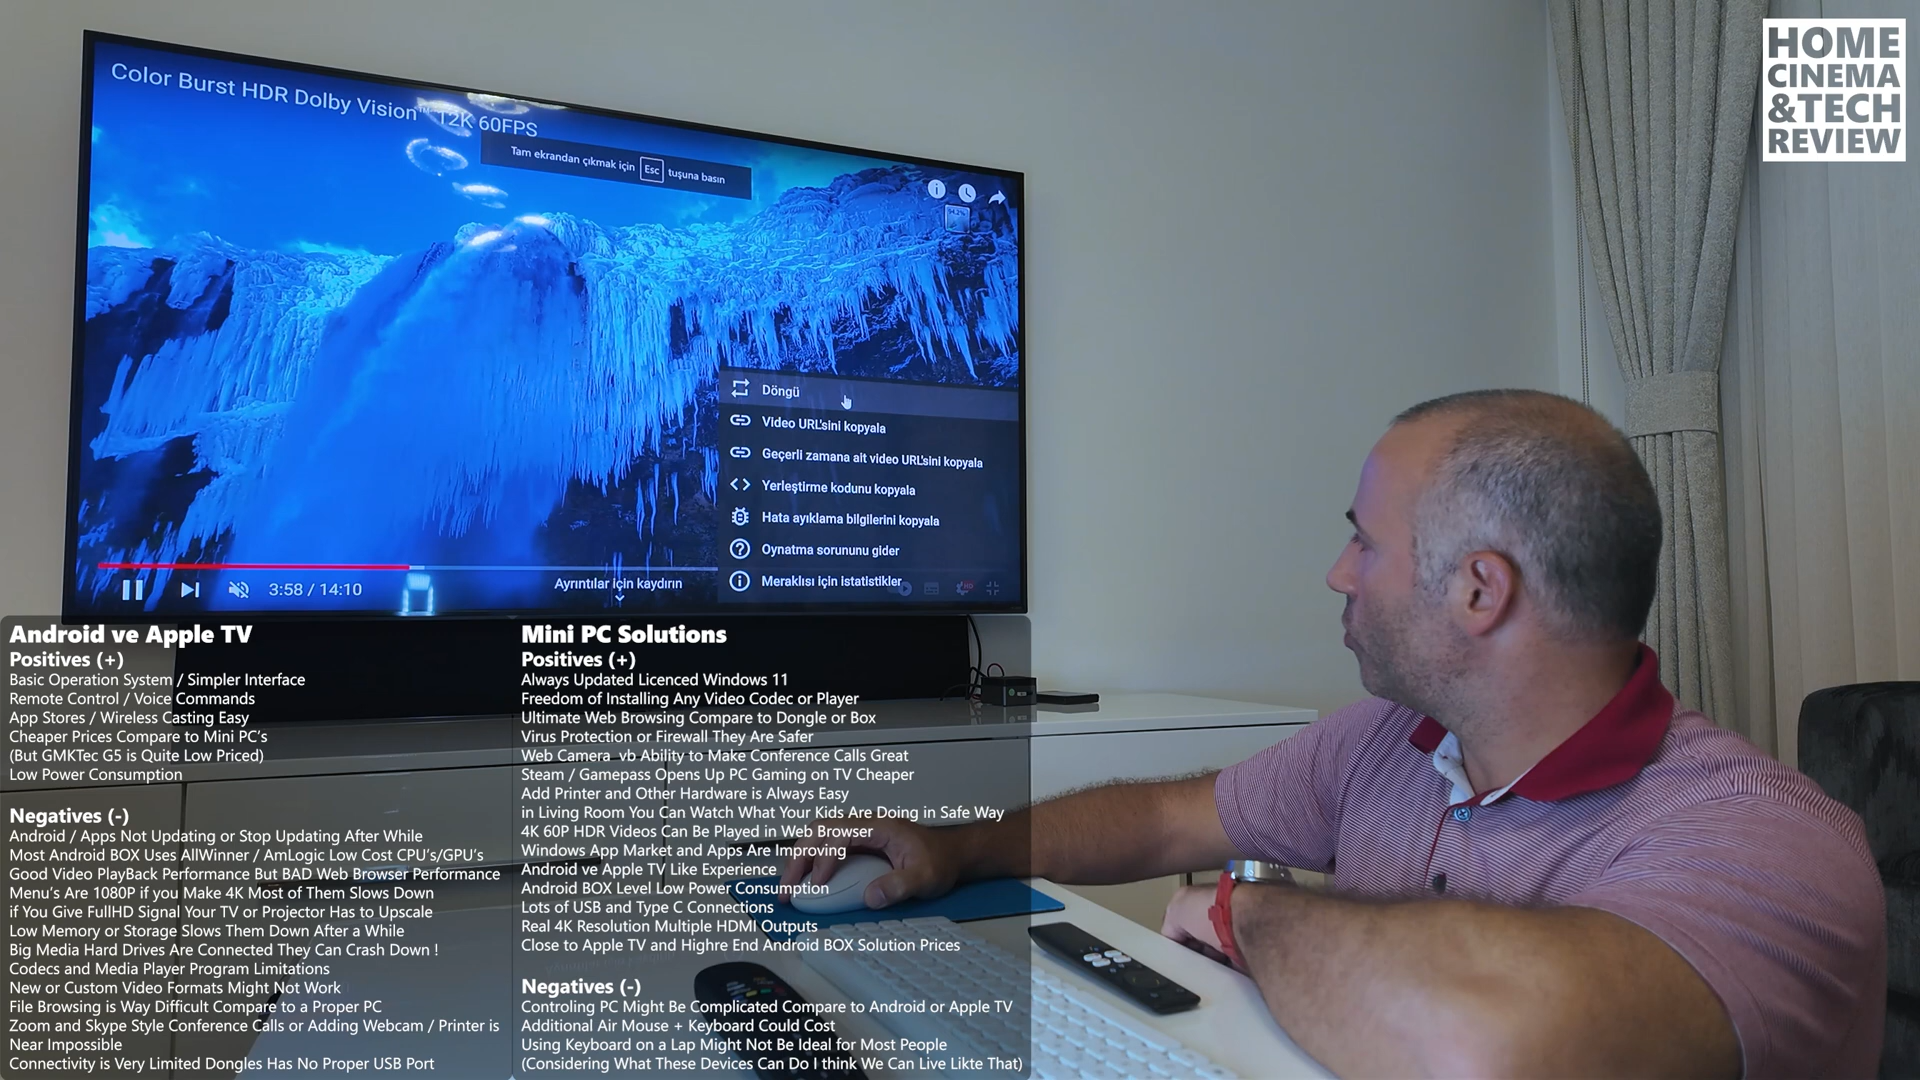 HOME
CINEMA
&TECH
REVIEW
Color Burst HDR Dolby Vision™ 12K 60FPS
Tam ekrandan çıkmak için Esc tuşuna basın
Döngü
Video URL'sini kopyala
Geçerli zamana ait video URL'sini kopyala
Yerleştirme kodunu kopyala
Hata ayıklama bilgilerini kopyala
Oynatma sorununu gider
Meraklısı için istatistikler
3:58 / 14:10
Ayrıntılar için kaydırın
Android ve Apple TV
Positives (+)
Basic Operation System / Simpler Interface
Remote Control / Voice Commands
App Stores / Wireless Casting Easy
Cheaper Prices Compare to Mini PC's
(But GMKTec G5 is Quite Low Priced)
Low Power Consumption
Negatives (-)
Android / Apps Not Updating or Stop Updating After While
Most Android BOX Uses AllWinner / AmLogic Low Cost CPU's/GPU's
Good Video PlayBack Performance But BAD Web Browser Performance
Menu's Are 1080P if you Make 4K Most of Them Slows Down
if You Give FullHD Signal Your TV or Projector Has to Upscale
Low Memory or Storage Slows Them Down After a While
Big Media Hard Drives Are Connected They Can Crash Down !
Codecs and Media Player Program Limitations
New or Custom Video Formats Might Not Work
File Browsing is Way Difficult Compare to a Proper PC
Zoom and Skype Style Conference Calls or Adding Webcam / Printer is
Near Impossible
Connectivity is Very Limited Dongles Has No Proper USB Port
Mini PC Solutions
Positives (+)
Always Updated Licenced Windows 11
Freedom of Installing Any Video Codec or Player
Ultimate Web Browsing Compare to Dongle or Box
Virus Protection or Firewall They Are Safer
Web Camera  vb Ability to Make Conference Calls Great
Steam / Gamepass Opens Up PC Gaming on TV Cheaper
Add Printer and Other Hardware is Always Easy
in Living Room You Can Watch What Your Kids Are Doing in Safe Way
4K 60P HDR Videos Can Be Played in Web Browser
Windows App Market and Apps Are Improving
Android ve Apple TV Like Experience
Android BOX Level Low Power Consumption
Lots of USB and Type C Connections
Real 4K Resolution Multiple HDMI Outputs
Close to Apple TV and Highre End Android BOX Solution Prices
Negatives (-)
Controling PC Might Be Complicated Compare to Android or Apple TV
Additional Air Mouse + Keyboard Could Cost
Using Keyboard on a Lap Might Not Be Ideal for Most People
(Considering What These Devices Can Do I think We Can Live Likte That)